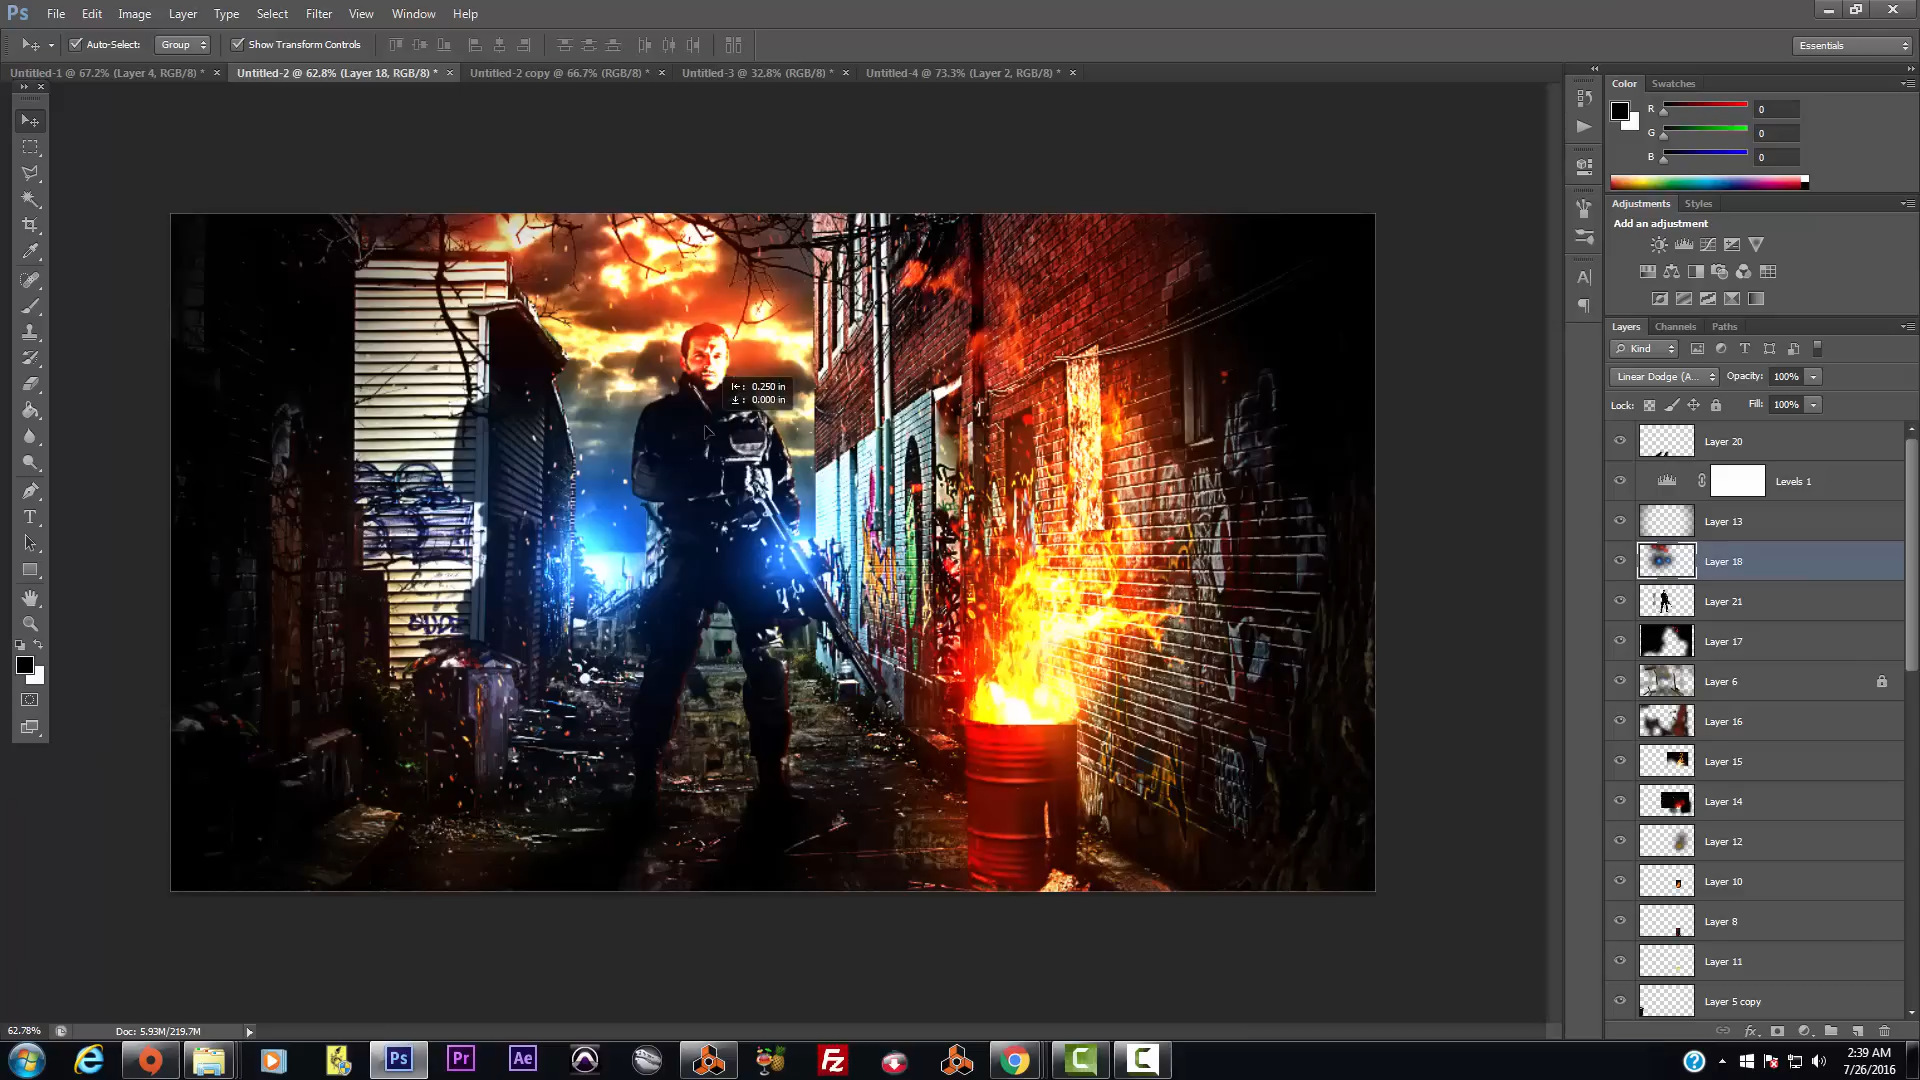 Ps File Edit Image Layer Type Select Filter View Window Help
Auto-Select: Group Show Transform Controls Essentials
Untitled-1 @ 67.2% (Layer 4, RGB/8) * × Untitled-2 @ 62.8% (Layer 18, RGB/8) * × Untitled-2 copy @ 66.7% (RGB/8) * × Untitled-3 @ 32.8% (RGB/8) * × Untitled-4 @ 73.3% (Layer 2, RGB/8) * ×
Color Swatches
R 0
G 0
B 0
Adjustments Styles
Add an adjustment
Layers Channels Paths
Kind
Linear Dodge (A... Opacity: 100%
Lock: Fill: 100%
Layer 20
Levels 1
Layer 13
Layer 18
Layer 21
Layer 17
Layer 6
Layer 16
Layer 15
Layer 14
Layer 12
Layer 10
Layer 8
Layer 11
Layer 5 copy
0.250 in
0.000 in
62.78% Doc: 5.93M/219.7M
Ps Pr Ae Fz
2:39 AM
7/26/2016